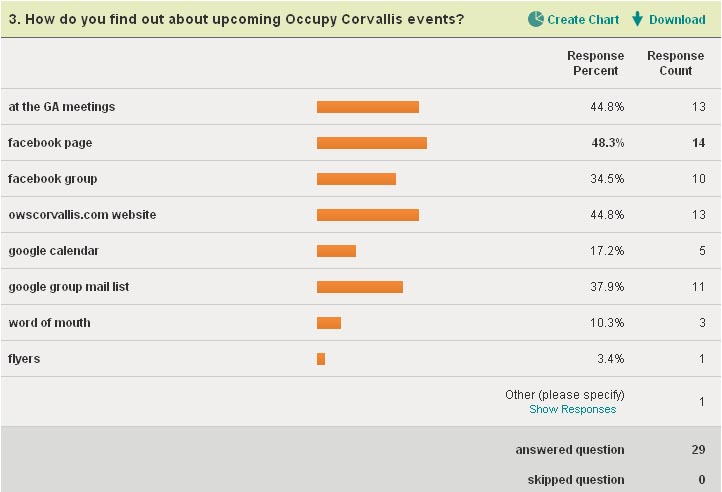 3. How do you find out about upcoming Occupy Corvallis events? Create Chart Download
Response Percent Response Count
at the GA meetings 44.8% 13
facebook page 48.3% 14
facebook group 34.5% 10
owscorvallis.com website 44.8% 13
google calendar 17.2% 5
google group mail list 37.9% 11
word of mouth 10.3% 3
flyers 3.4% 1
Other (please specify) 1
Show Responses
answered question 29
skipped question 0